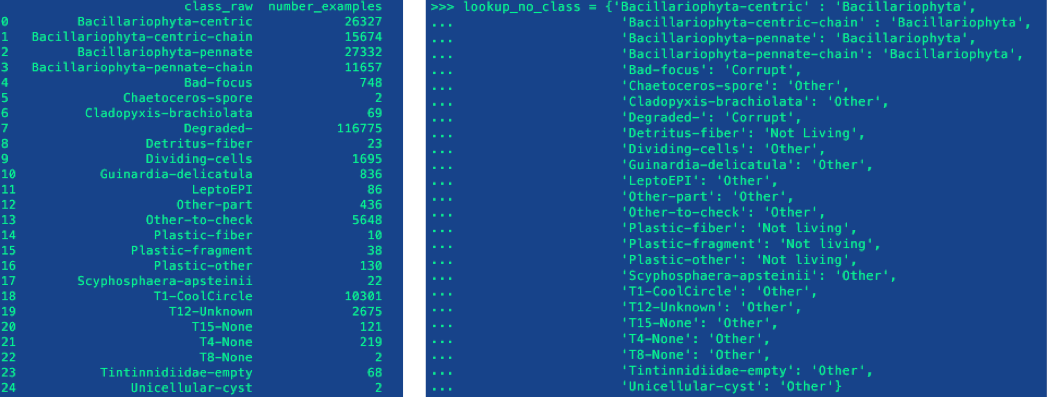 class_raw number_examples
0 Bacillariophyta-centric 26327
1 Bacillariophyta-centric-chain 15674
2 Bacillariophyta-pennate 27332
3 Bacillariophyta-pennate-chain 11657
4 Bad-focus 748
5 Chaetoceros-spore 2
6 Cladopyxis-brachiolata 69
7 Degraded- 116775
8 Detritus-fiber 23
9 Dividing-cells 1695
10 Guinardia-delicatula 836
11 LeptoEPI 86
12 Other-part 436
13 Other-to-check 5648
14 Plastic-fiber 10
15 Plastic-fragment 38
16 Plastic-other 130
17 Scyphosphaera-apsteinii 22
18 T1-CoolCircle 10301
19 T12-Unknown 2675
20 T15-None 121
21 T4-None 219
22 T8-None 2
23 Tintinnidiidae-empty 68
24 Unicellular-cyst 2
>>> lookup_no_class = {'Bacillariophyta-centric' : 'Bacillariophyta',
... 'Bacillariophyta-centric-chain' : 'Bacillariophyta',
... 'Bacillariophyta-pennate': 'Bacillariophyta',
... 'Bacillariophyta-pennate-chain': 'Bacillariophyta',
... 'Bad-focus': 'Corrupt',
... 'Chaetoceros-spore': 'Other',
... 'Cladopyxis-brachiolata': 'Other',
... 'Degraded-': 'Corrupt',
... 'Detritus-fiber': 'Not Living',
... 'Dividing-cells': 'Other',
... 'Guinardia-delicatula': 'Other',
... 'LeptoEPI': 'Other',
... 'Other-part': 'Other',
... 'Other-to-check': 'Other',
... 'Plastic-fiber': 'Not living',
... 'Plastic-fragment': 'Not living',
... 'Plastic-other': 'Not living',
... 'Scyphosphaera-apsteinii': 'Other',
... 'T1-CoolCircle': 'Other',
... 'T12-Unknown': 'Other',
... 'T15-None': 'Other',
... 'T4-None': 'Other',
... 'T8-None': 'Other',
... 'Tintinnidiidae-empty': 'Other',
... 'Unicellular-cyst': 'Other'}